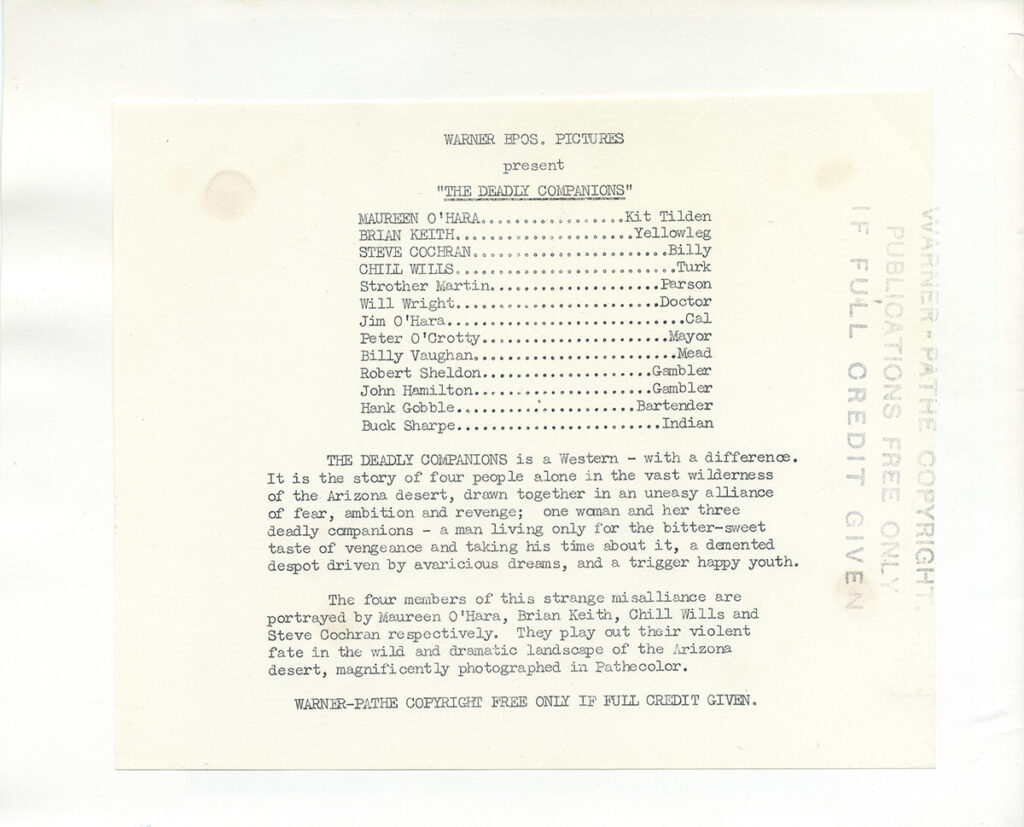 WARNER BPOS. PICTURES
present
"THE DEADLY COMPANIONS"
MAUREEN O'HARA.................Kit Tilden
BRIAN KEITH.....................Yellowleg
STEVE COCHRAN.......................Billy
CHILL WILLS..........................Turk
Strother Martin....................Parson
Will Wright........................Doctor
Jim O'Hara............................Cal
Peter O'Crotty......................Mayor
Billy Vaughan........................Mead
Robert Sheldon....................Gambler
John Hamilton.....................Gambler
Hank Gobble.....................Bartender
Buck Sharpe........................Indian
THE DEADLY COMPANIONS is a Western - with a difference.
It is the story of four people alone in the vast wilderness
of the Arizona desert, drawn together in an uneasy alliance
of fear, ambition and revenge; one woman and her three
deadly companions - a man living only for the bitter-sweet
taste of vengeance and taking his time about it, a demented
despot driven by avaricious dreams, and a trigger happy youth.
The four members of this strange misalliance are
portrayed by Maureen O'Hara, Brian Keith, Chill Wills and
Steve Cochran respectively. They play out their violent
fate in the wild and dramatic landscape of the Arizona
desert, magnificently photographed in Pathecolor.
WARNER-PATHE COPYRIGHT FREE ONLY IF FULL CREDIT GIVEN.
WARNER - PATHE COPYRIGHT
PUBLICATIONS FREE ONLY
IF FULL CREDIT GIVEN